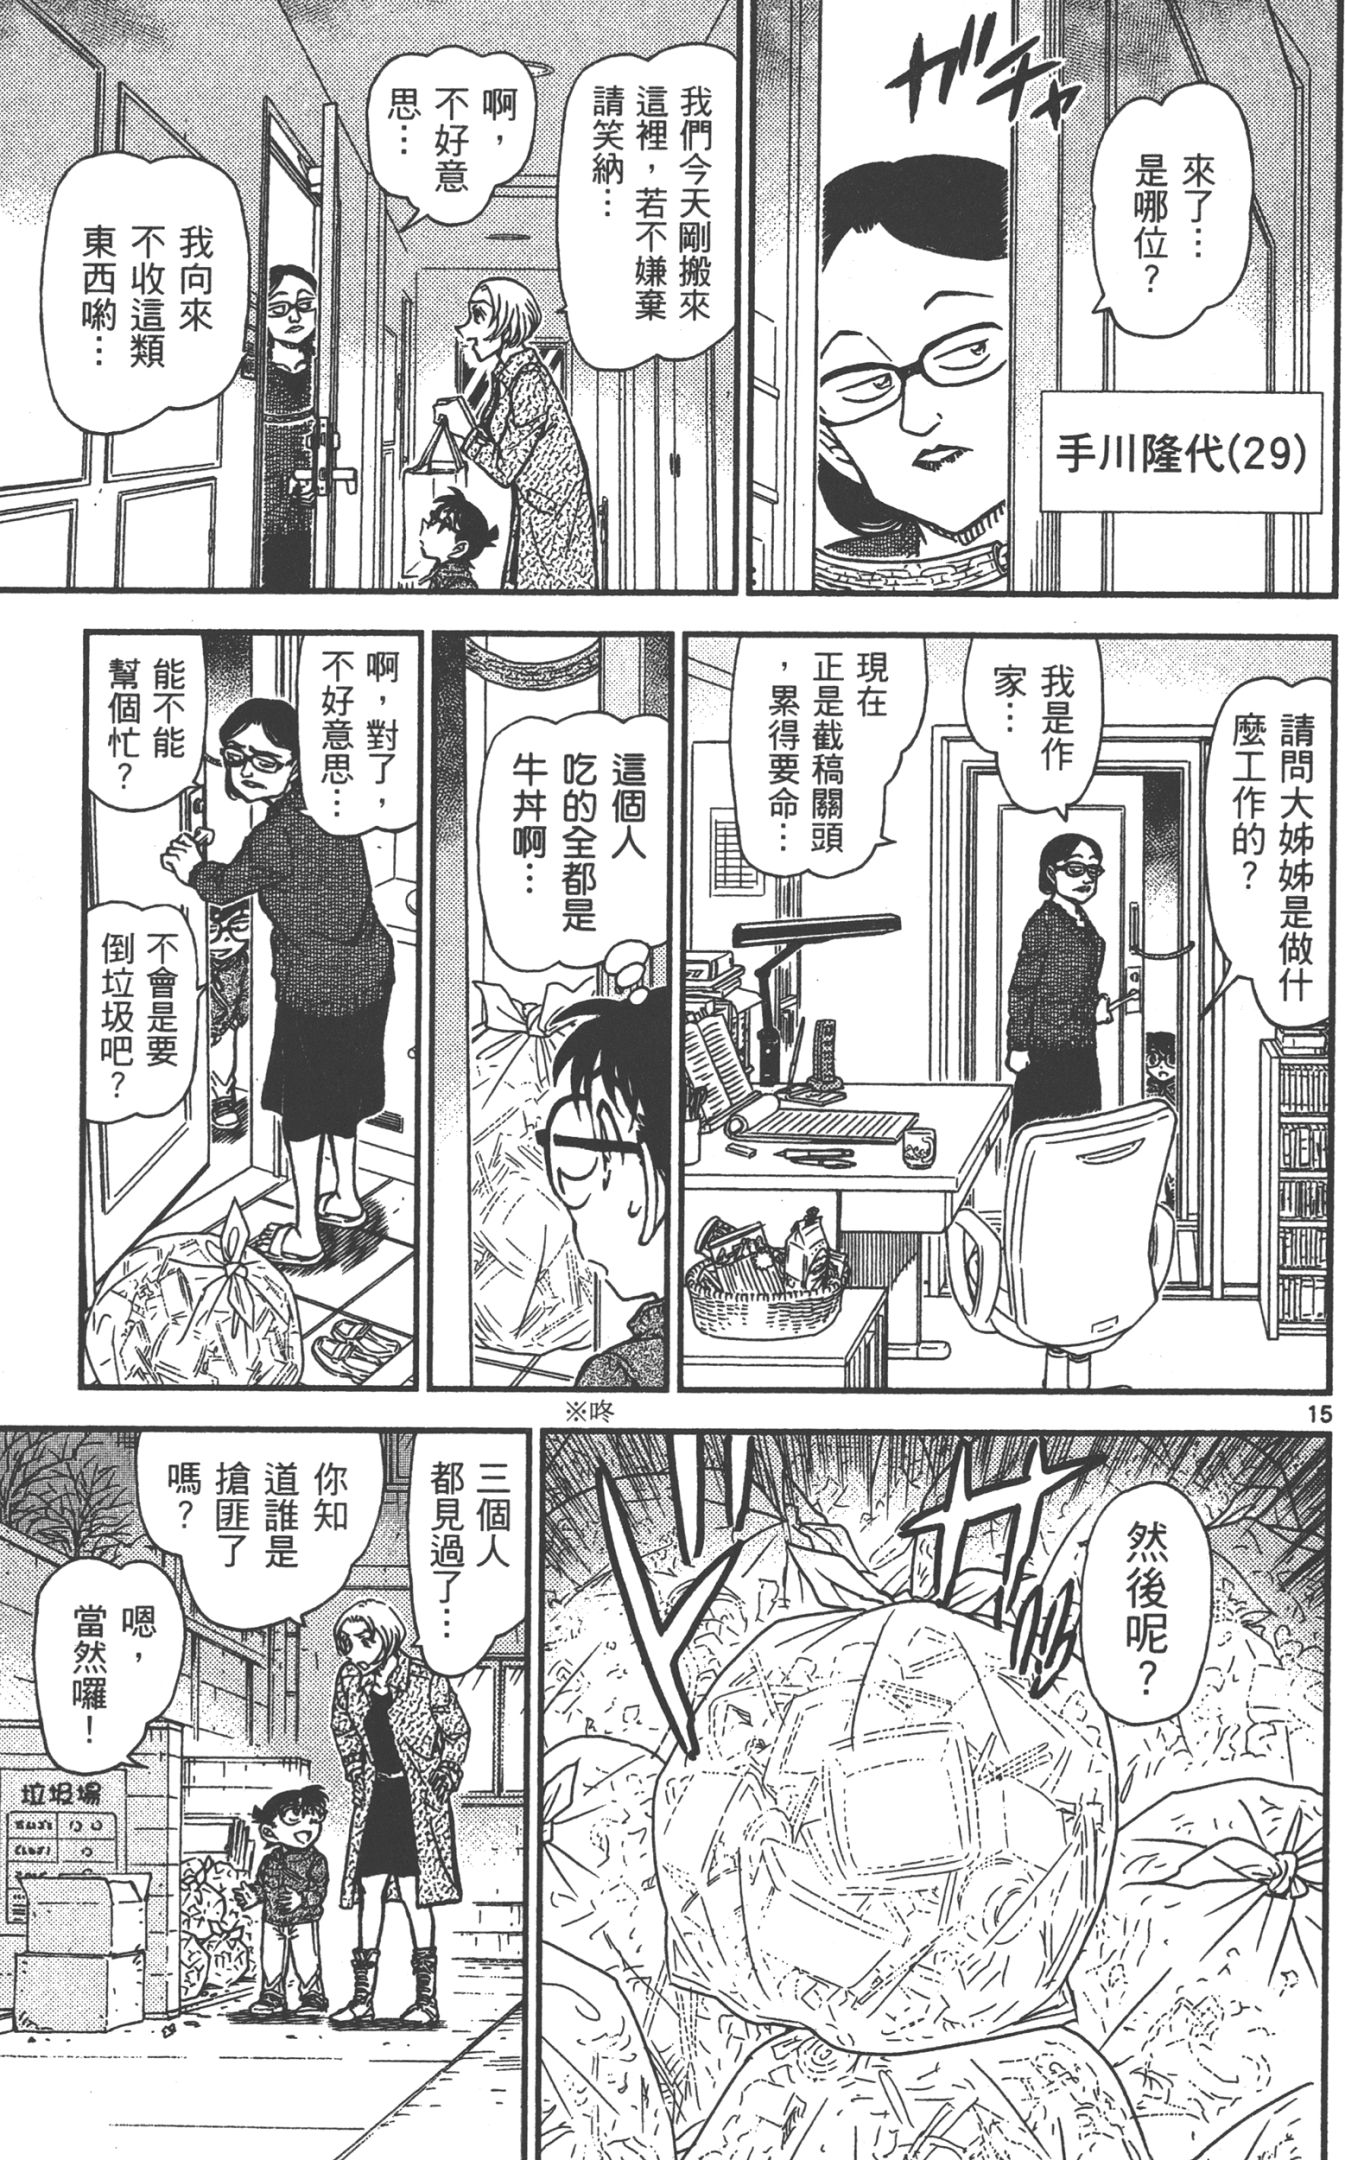 ガチャ
來了…
是哪位？
手川隆代(29)
我們今天剛搬來
這裡，若不嫌棄
請笑納…
啊，
不好意
思…
我向來
不收這類
東西喲…
請問大姊姊是做什
麼工作的？
我是作
家…
現在
正是截稿關頭
，累得要命…
這個人
吃的全都是
牛丼啊…
啊，對了，
不好意思…
能不能
幫個忙？
不會是要
倒垃圾吧？
15
※咚
然後呢？
ドサッ
三個人
都見過了…
你知
道誰是
搶匪了
嗎？
嗯，
當然囉！
垃圾場